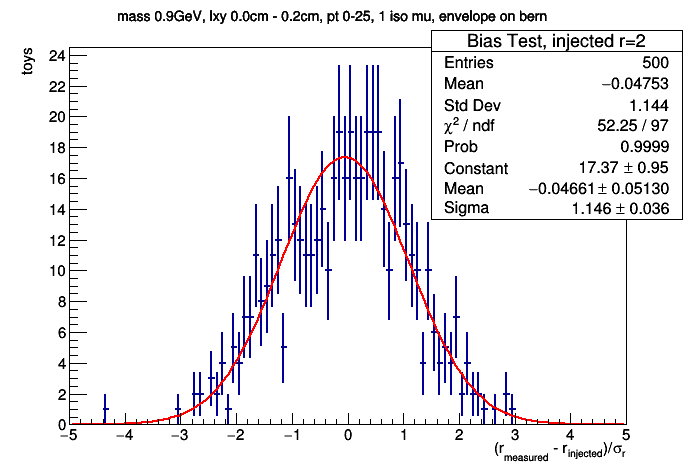 mass 0.9GeV, lxy 0.0cm - 0.2cm, pt 0-25, 1 iso mu, envelope on bern
Bias Test, injected r=2
Entries 500
Mean −0.04753
Std Dev 1.144
χ² / ndf 52.25 / 97
Prob 0.9999
Constant 17.37 ± 0.95
Mean −0.04661 ± 0.05130
Sigma 1.146 ± 0.036
toys
24
22
20
18
16
14
12
10
8
6
4
2
0
−5 −4 −3 −2 −1 0 1 2 3 4 5
(r_measured - r_injected)/σ_r